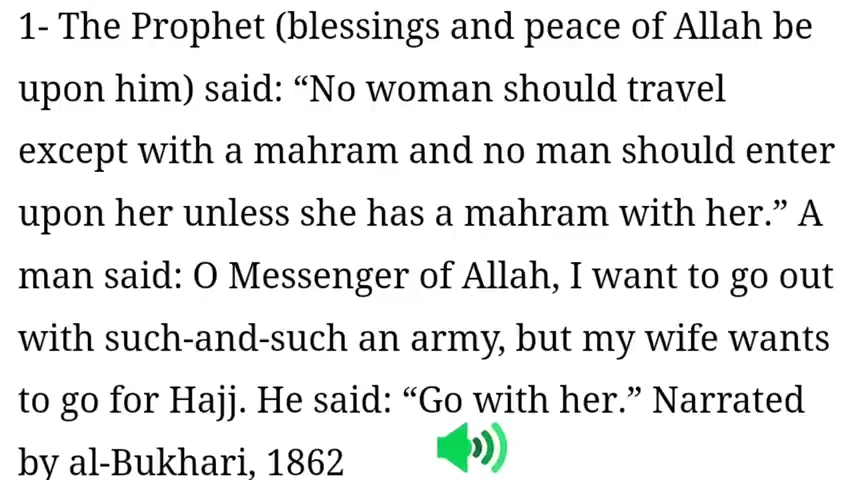 1- The Prophet (blessings and peace of Allah be
upon him) said: “No woman should travel
except with a mahram and no man should enter
upon her unless she has a mahram with her.” A
man said: O Messenger of Allah, I want to go out
with such-and-such an army, but my wife wants
to go for Hajj. He said: “Go with her.” Narrated
by al-Bukhari, 1862